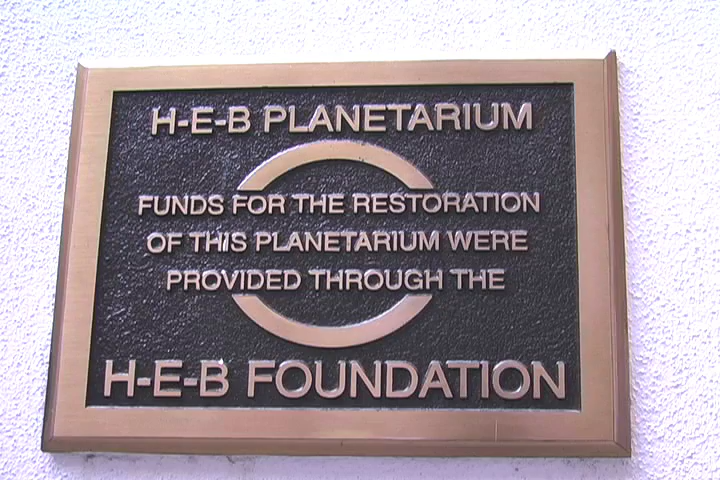 H-E-B PLANETARIUM
FUNDS FOR THE RESTORATION
OF THIS PLANETARIUM WERE
PROVIDED THROUGH THE
H-E-B FOUNDATION